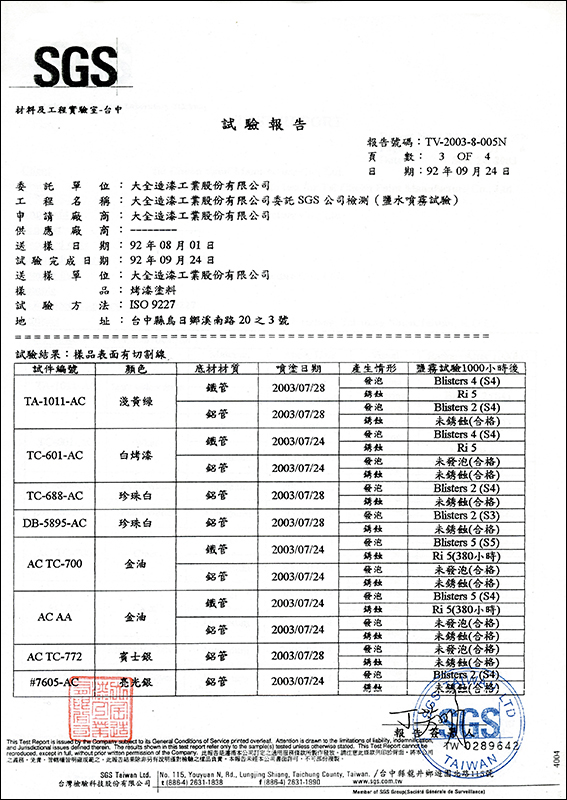 SGS
材料及工程實驗室-台中
試驗報告
報告號碼：TV-2003-8-005N
頁數：3 OF 4
日期：92 年 09 月 24 日
委託單位：大全造漆工業股份有限公司
工程名稱：大全造漆工業股份有限公司委託 SGS 公司檢測（鹽水噴霧試驗）
申請廠商：大全造漆工業股份有限公司
供應廠商：--------
送樣日期：92 年 08 月 01 日
試驗完成日期：92 年 09 月 24 日
送樣單位：大全造漆工業股份有限公司
樣品：烤漆塗料
試驗方法：ISO 9227
地址：台中縣烏日鄉溪南路 20 之 3 號
試驗結果：樣品表面有切割線
試件編號 顏色 底材材質 噴塗日期 產生情形 鹽霧試驗1000小時後
TA-1011-AC 淺黃綠 鐵管 2003/07/28 發泡 Blisters 4 (S4)
銹蝕 Ri 5
鋁管 2003/07/28 發泡 Blisters 2 (S4)
銹蝕 未銹蝕(合格)
TC-601-AC 白烤漆 鐵管 2003/07/24 發泡 Blisters 4 (S4)
銹蝕 Ri 5
鋁管 2003/07/24 發泡 未發泡(合格)
銹蝕 未銹蝕(合格)
TC-688-AC 珍珠白 鋁管 2003/07/28 發泡 Blisters 2 (S4)
銹蝕 未銹蝕(合格)
DB-5895-AC 珍珠白 鋁管 2003/07/28 發泡 Blisters 2 (S3)
銹蝕 未銹蝕(合格)
AC TC-700 金油 鐵管 2003/07/24 發泡 Blisters 5 (S5)
銹蝕 Ri 5(380小時)
鋁管 2003/07/24 發泡 未發泡(合格)
銹蝕 未銹蝕(合格)
AC AA 金油 鐵管 2003/07/24 發泡 Blisters 5 (S4)
銹蝕 Ri 5(380小時)
鋁管 2003/07/24 發泡 未發泡(合格)
銹蝕 未銹蝕(合格)
AC TC-772 賓士銀 鋁管 2003/07/28 發泡 未發泡(合格)
銹蝕 未銹蝕(合格)
#7605-AC 亮光銀 鋁管 2003/07/24 發泡 Blisters 2 (S4)
銹蝕 未銹蝕(合格)
SGS TAIWAN LTD
SGS
報告簽署人
TW 0289642
TAIWAN
This Test Report is issued by the Company subject to its General Conditions of Service printed overleaf. Attention is drawn to the limitations of liability, indemnification
and Jurisdictional issues defined therein. The results shown in this test report refer only to the sample(s) tested unless otherwise stated. This Test Report cannot be
reproduced, except in full, without prior written permission of the Company.
SGS Taiwan Ltd. No. 115, Youyuan N, Rd., Lungjing Shiang, Taichung County, Taiwan. /台中縣龍井鄉遊園北路115號
台灣檢驗科技股份有限公司 t (886-4) 2631-1838 f (886-4) 2631-1990 www.sgs.com.tw
Member of SGS Group(Société Générale de Surveillance)
4004